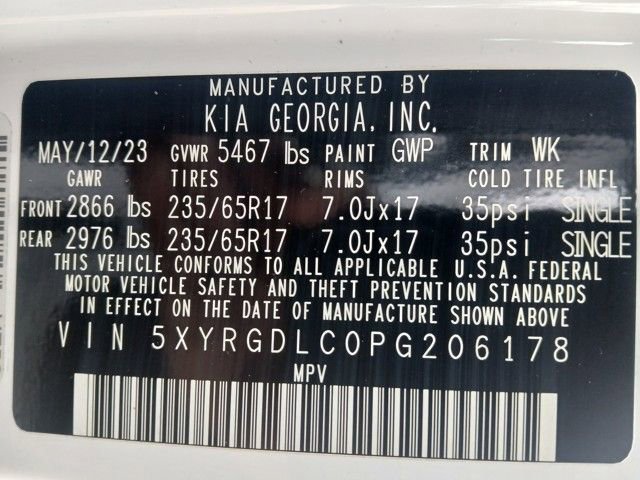 MANUFACTURED BY
KIA GEORGIA, INC.
MAY/12/23 GVWR 5467 lbs PAINT GWP TRIM WK
GAWR TIRES RIMS COLD TIRE INFL
FRONT 2866 lbs 235/65R17 7.0Jx17 35psi SINGLE
REAR 2976 lbs 235/65R17 7.0Jx17 35psi SINGLE
THIS VEHICLE CONFORMS TO ALL APPLICABLE U.S.A. FEDERAL
MOTOR VEHICLE SAFETY AND THEFT PREVENTION STANDARDS
IN EFFECT ON THE DATE OF MANUFACTURE SHOWN ABOVE
VIN 5XYRGDLC0PG206178
MPV